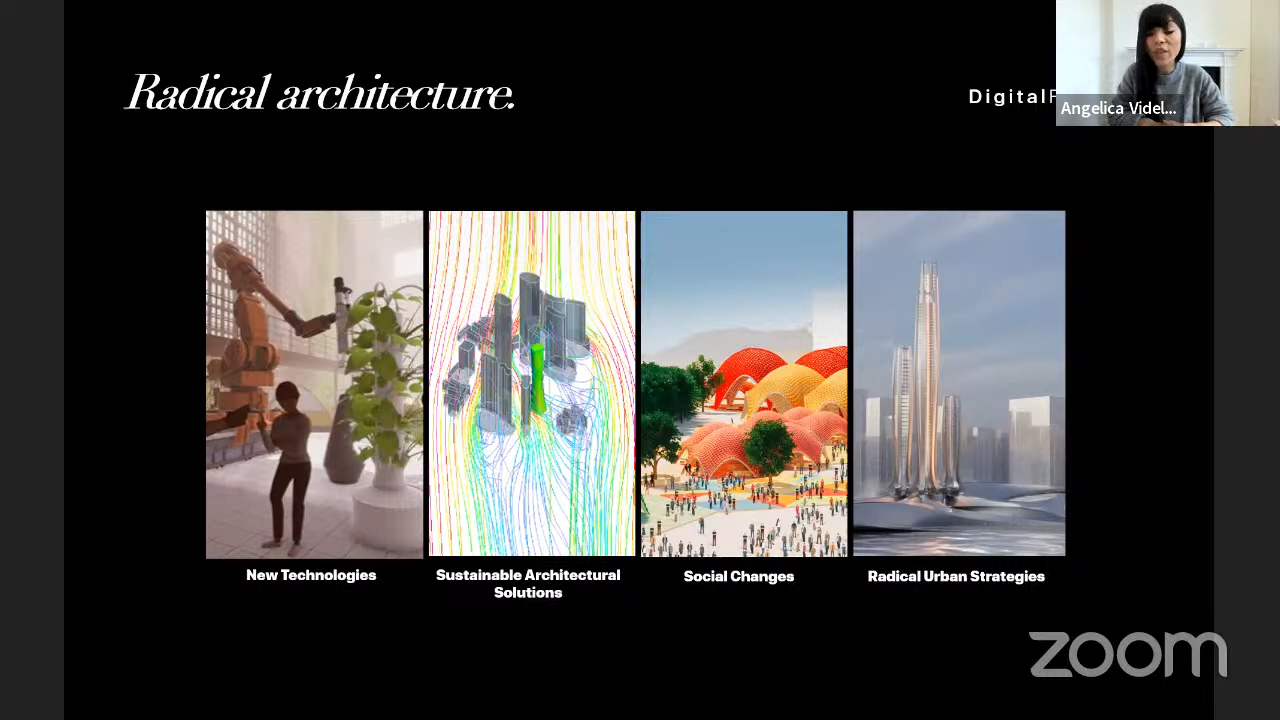 Radical architecture.
Digital
Angelica Videl...
New Technologies
Sustainable Architectural
Solutions
Social Changes
Radical Urban Strategies
zoom